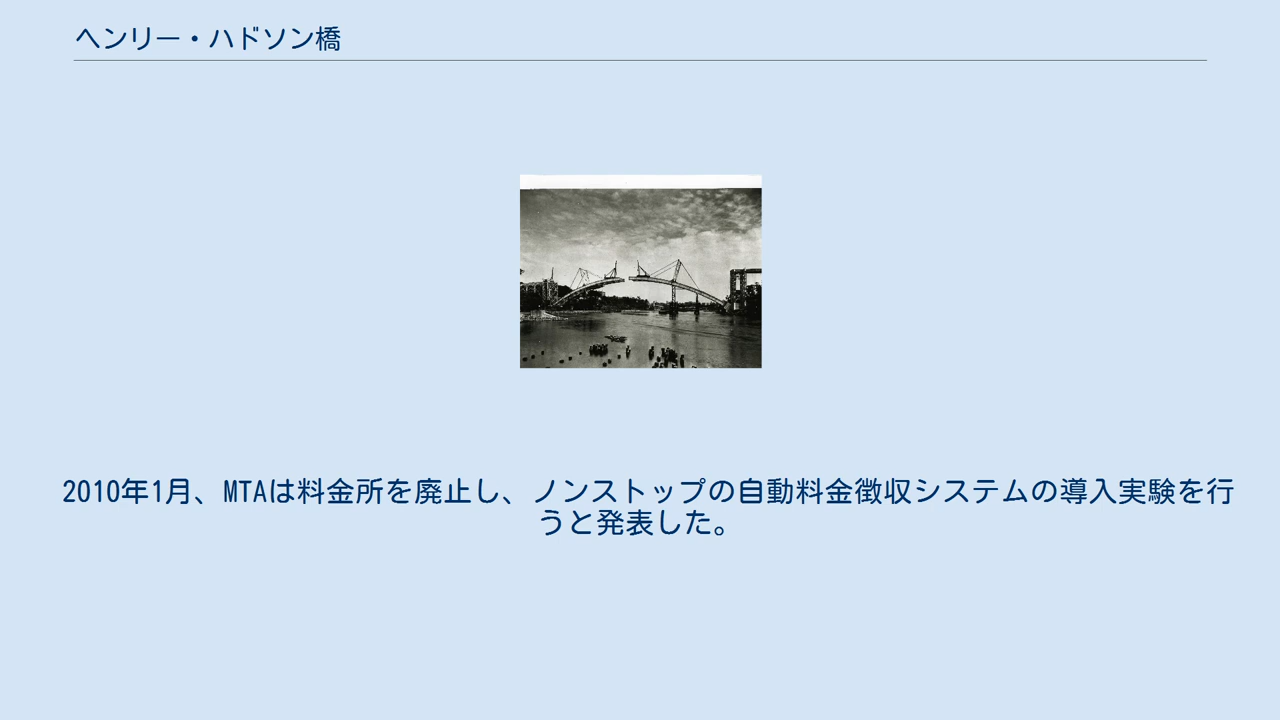 ヘンリー・ハドソン橋
2010年1月、MTAは料金所を廃止し、ノンストップの自動料金徴収システムの導入実験を行
うと発表した。